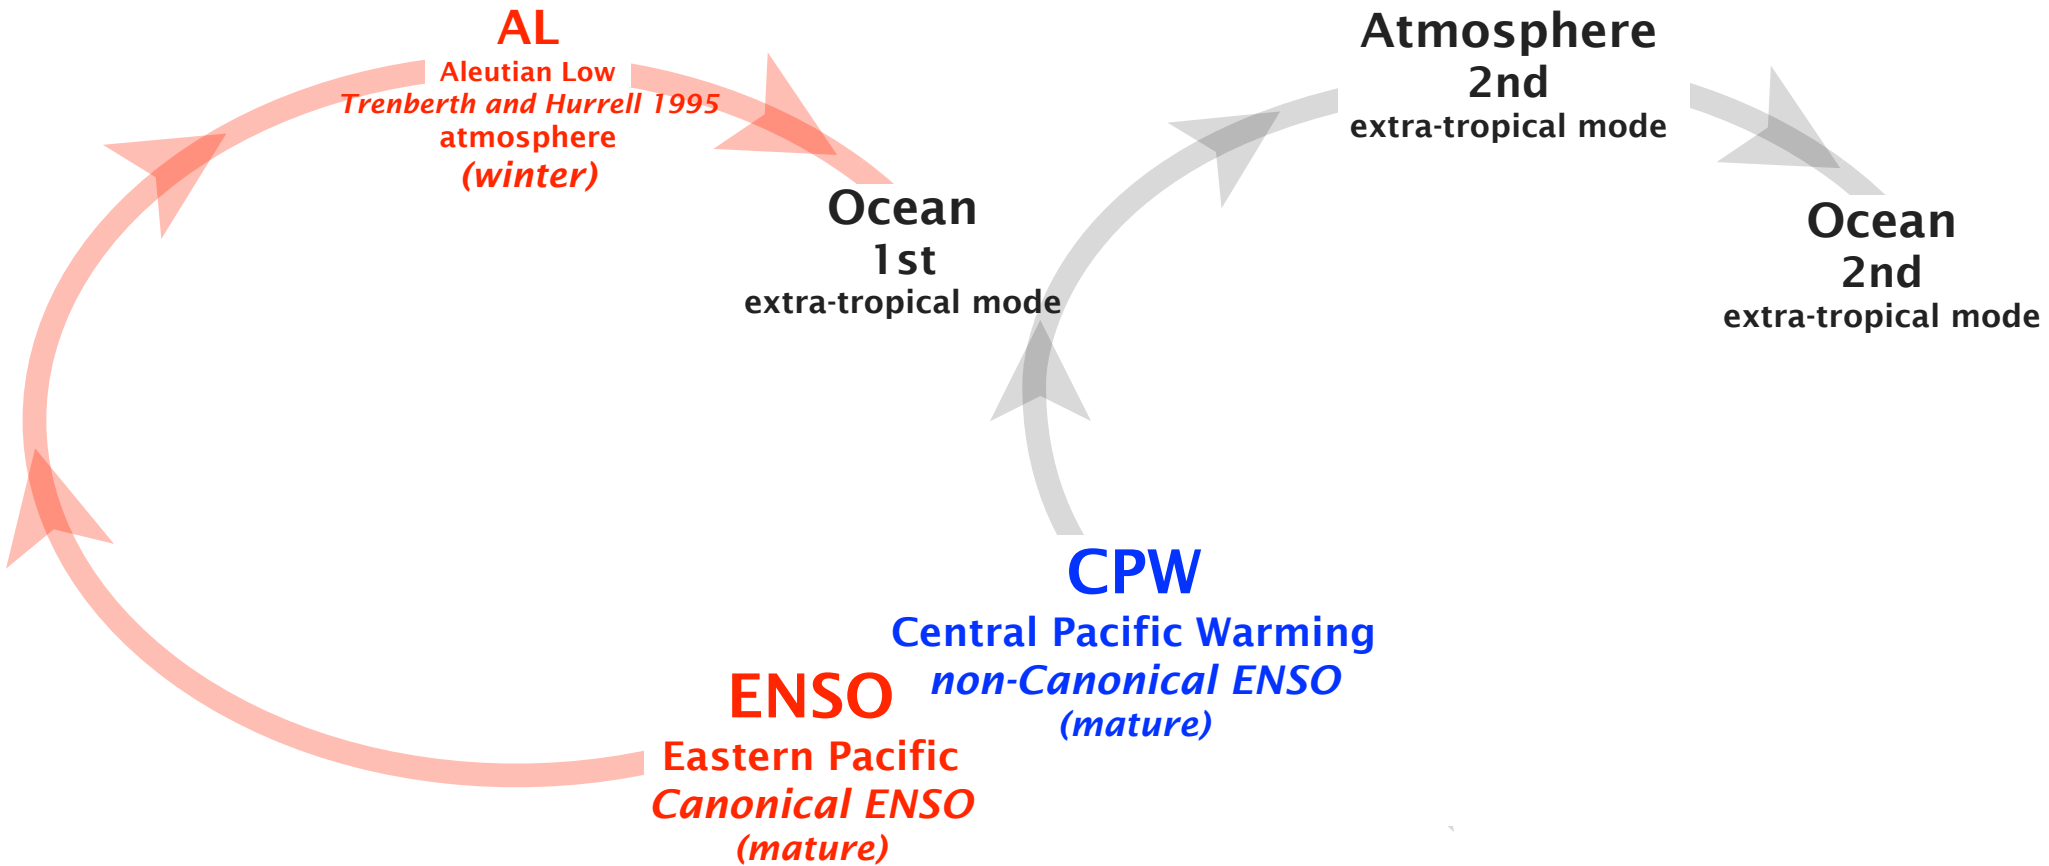 AL
Aleutian Low
Trenberth and Hurrell 1995
atmosphere
(winter)
Ocean
1st
extra-tropical mode
Atmosphere
2nd
extra-tropical mode
Ocean
2nd
extra-tropical mode
CPW
Central Pacific Warming
non-Canonical ENSO
(mature)
ENSO
Eastern Pacific
Canonical ENSO
(mature)